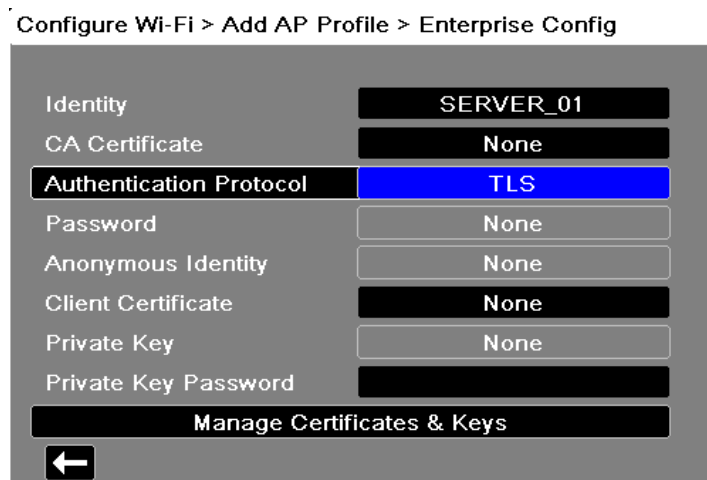 Configure Wi-Fi > Add AP Profile > Enterprise Config
Identity SERVER_01
CA Certificate None
Authentication Protocol TLS
Password None
Anonymous Identity None
Client Certificate None
Private Key None
Private Key Password
Manage Certificates & Keys